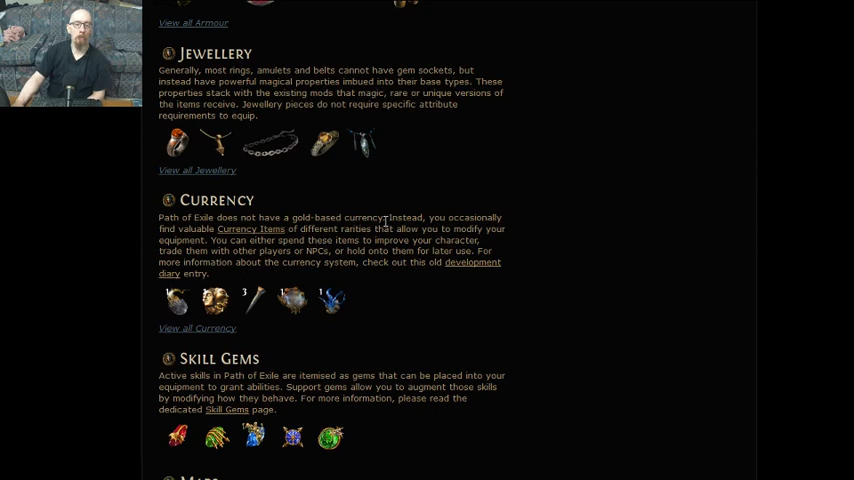 View all Armour
JEWELLERY
Generally, most rings, amulets and belts cannot have gem sockets, but
instead have powerful magical properties imbued into their base types. These
properties stack with the existing mods that magic, rare or unique versions of
the items receive. Jewellery pieces do not require specific attribute
requirements to equip.
View all Jewellery
CURRENCY
Path of Exile does not have a gold-based currency. Instead, you occasionally
find valuable Currency Items of different rarities that allow you to modify your
equipment. You can either spend these items to improve your character,
trade them with other players or NPCs, or hold onto them for later use. For
more information about the currency system, check out this old development
diary entry.
1 1 3 1 1
View all Currency
SKILL GEMS
Active skills in Path of Exile are itemised as gems that can be placed into your
equipment to grant abilities. Support gems allow you to augment those skills
by modifying how they behave. For more information, please read the
dedicated Skill Gems page.
MAPS